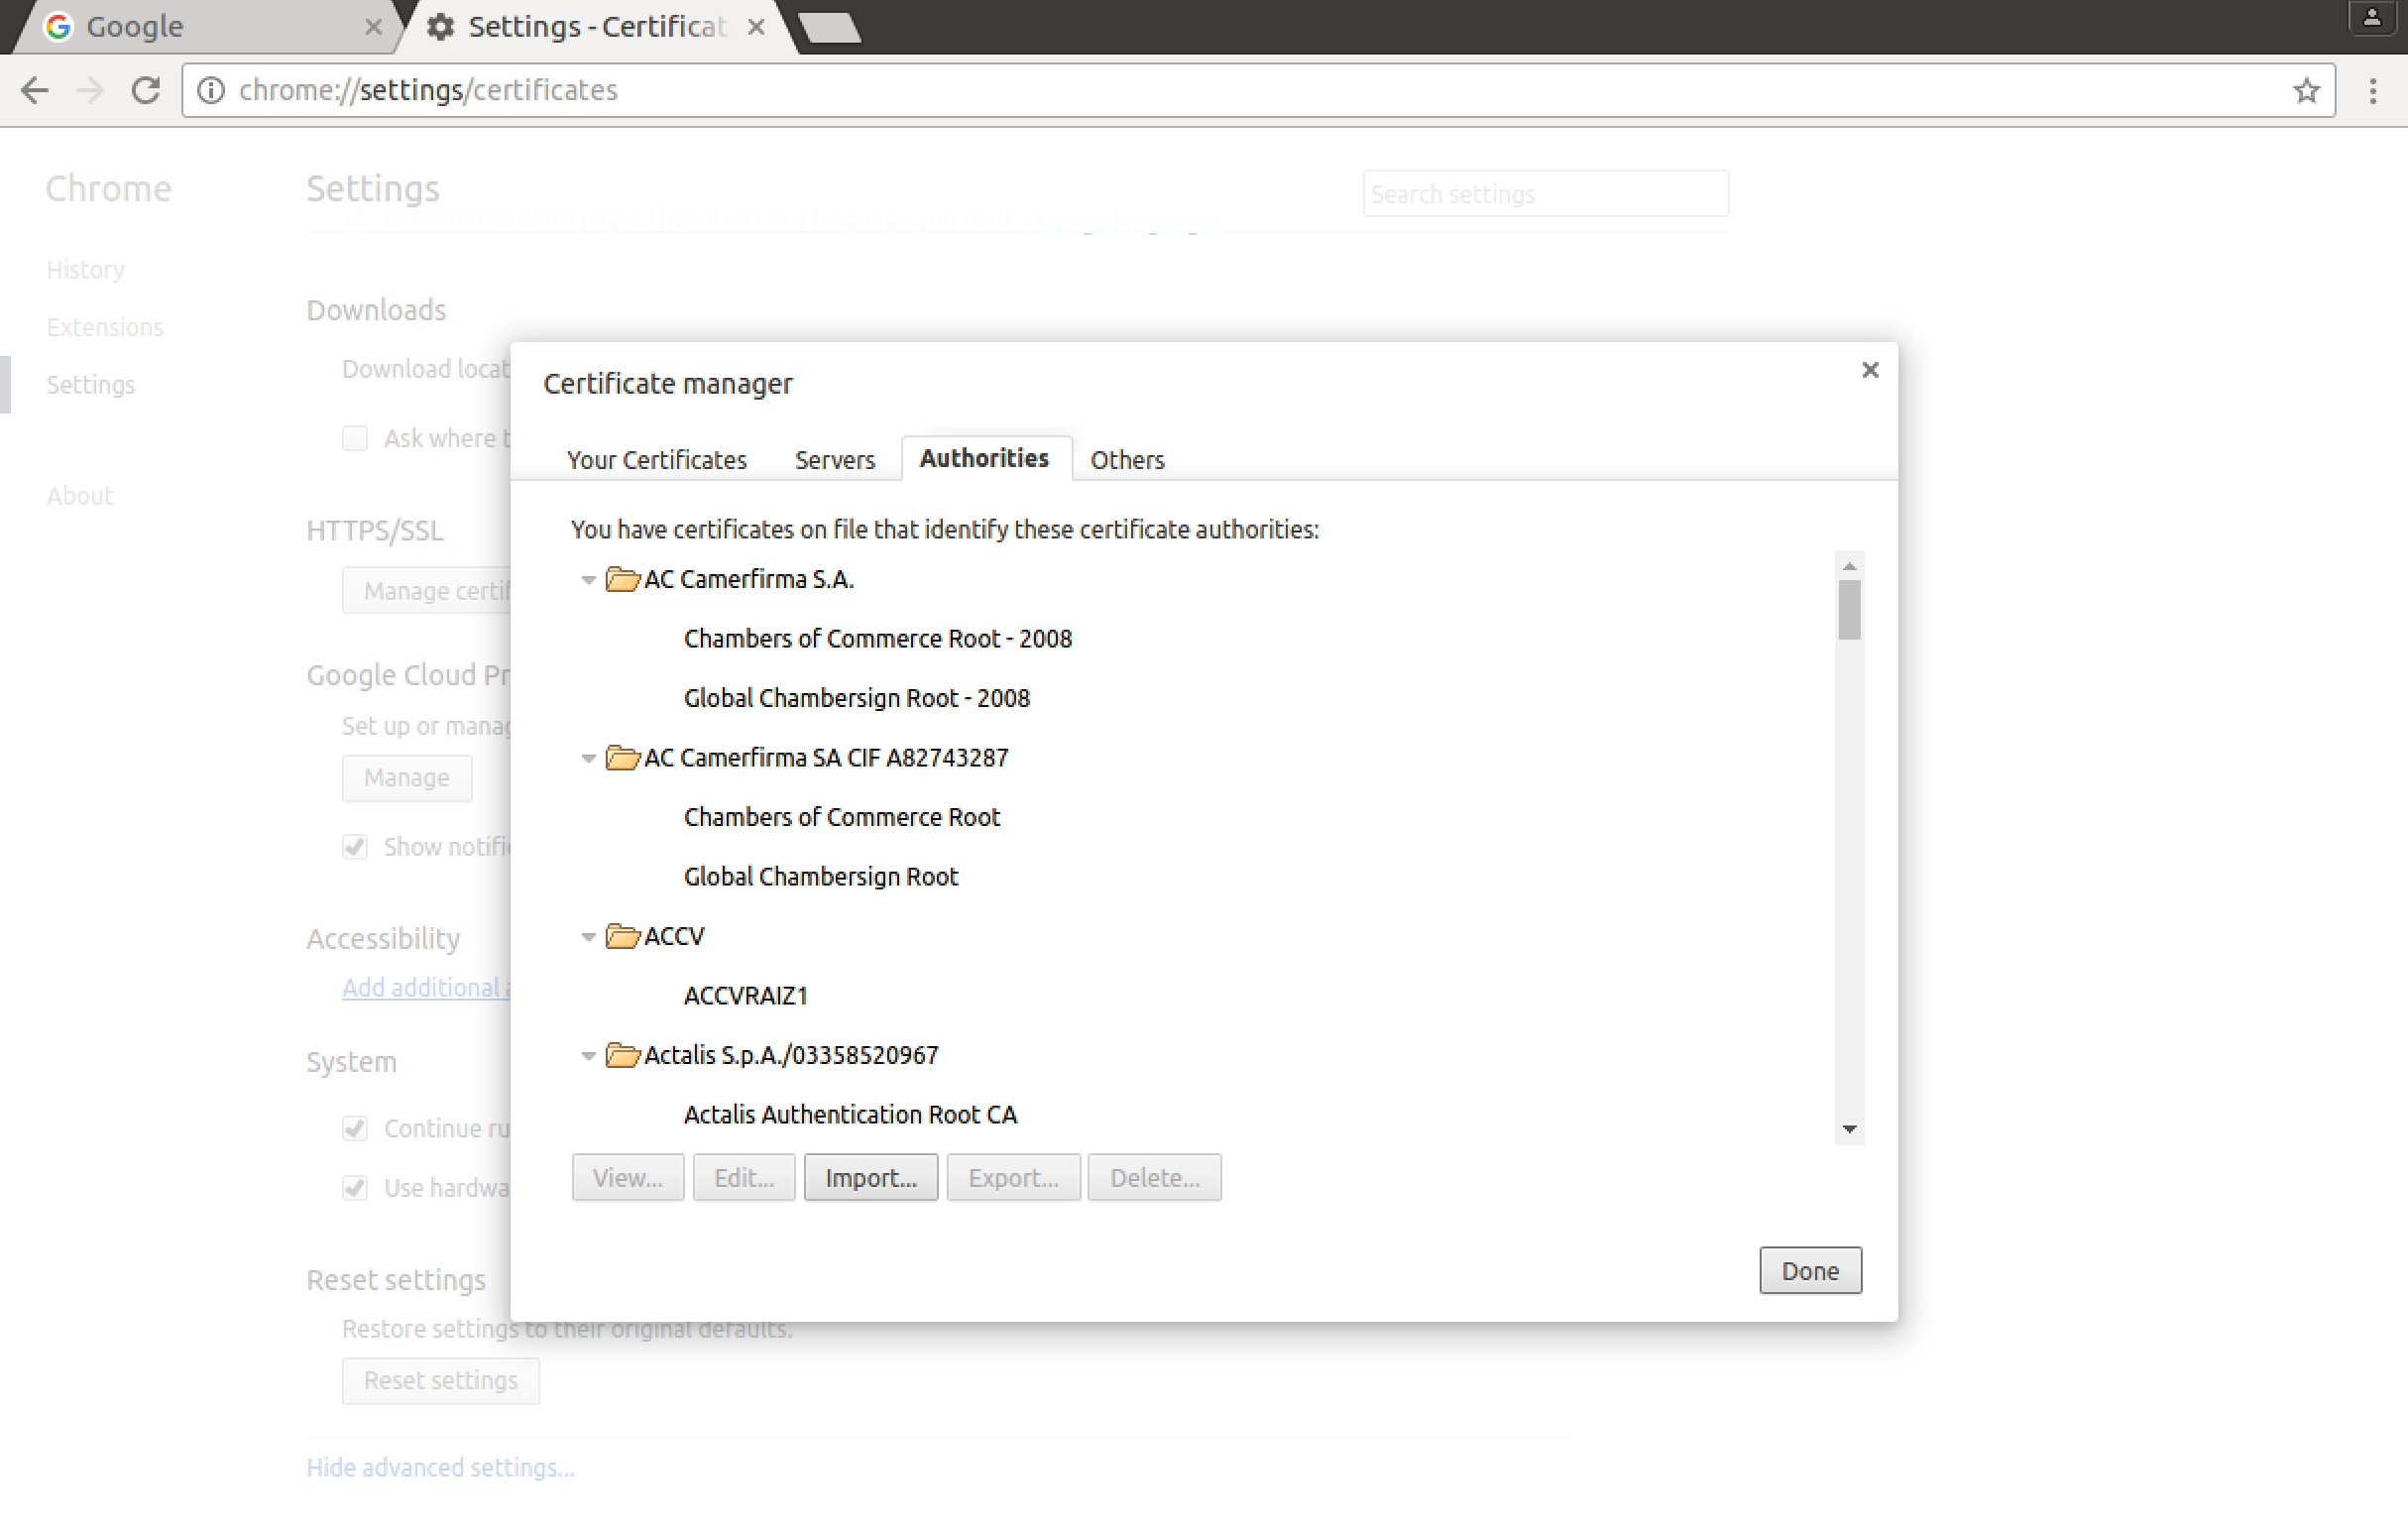 Google
Settings - Certificat
chrome://settings/certificates
Chrome
Settings
Search settings
Offer to translate pages that aren't in a language you read. Manage languages
History
Extensions
Settings
About
Downloads
Download locat
Ask where t
HTTPS/SSL
Manage certif
Google Cloud Pr
Set up or manag
Manage
Show notific
Accessibility
Add additional a
System
Continue ru
Use hardwa
Reset settings
Restore settings to their original defaults.
Reset settings
Hide advanced settings...
Certificate manager
Your Certificates
Servers
Authorities
Others
You have certificates on file that identify these certificate authorities:
AC Camerfirma S.A.
Chambers of Commerce Root - 2008
Global Chambersign Root - 2008
AC Camerfirma SA CIF A82743287
Chambers of Commerce Root
Global Chambersign Root
ACCV
ACCVRAIZ1
Actalis S.p.A./03358520967
Actalis Authentication Root CA
View...
Edit...
Import...
Export...
Delete...
Done